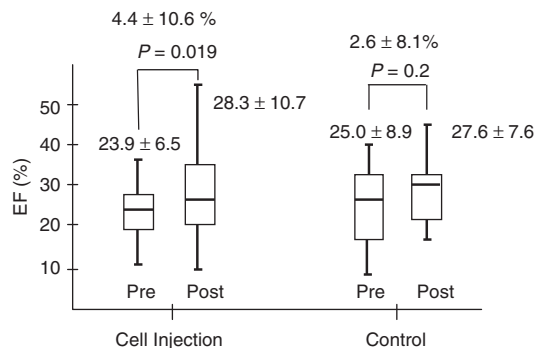 4.4 ± 10.6 %
P = 0.019
2.6 ± 8.1%
P = 0.2
28.3 ± 10.7
23.9 ± 6.5
25.0 ± 8.9
27.6 ± 7.6
EF (%)
50
40
30
20
10
Pre
Post
Pre
Post
Cell Injection
Control